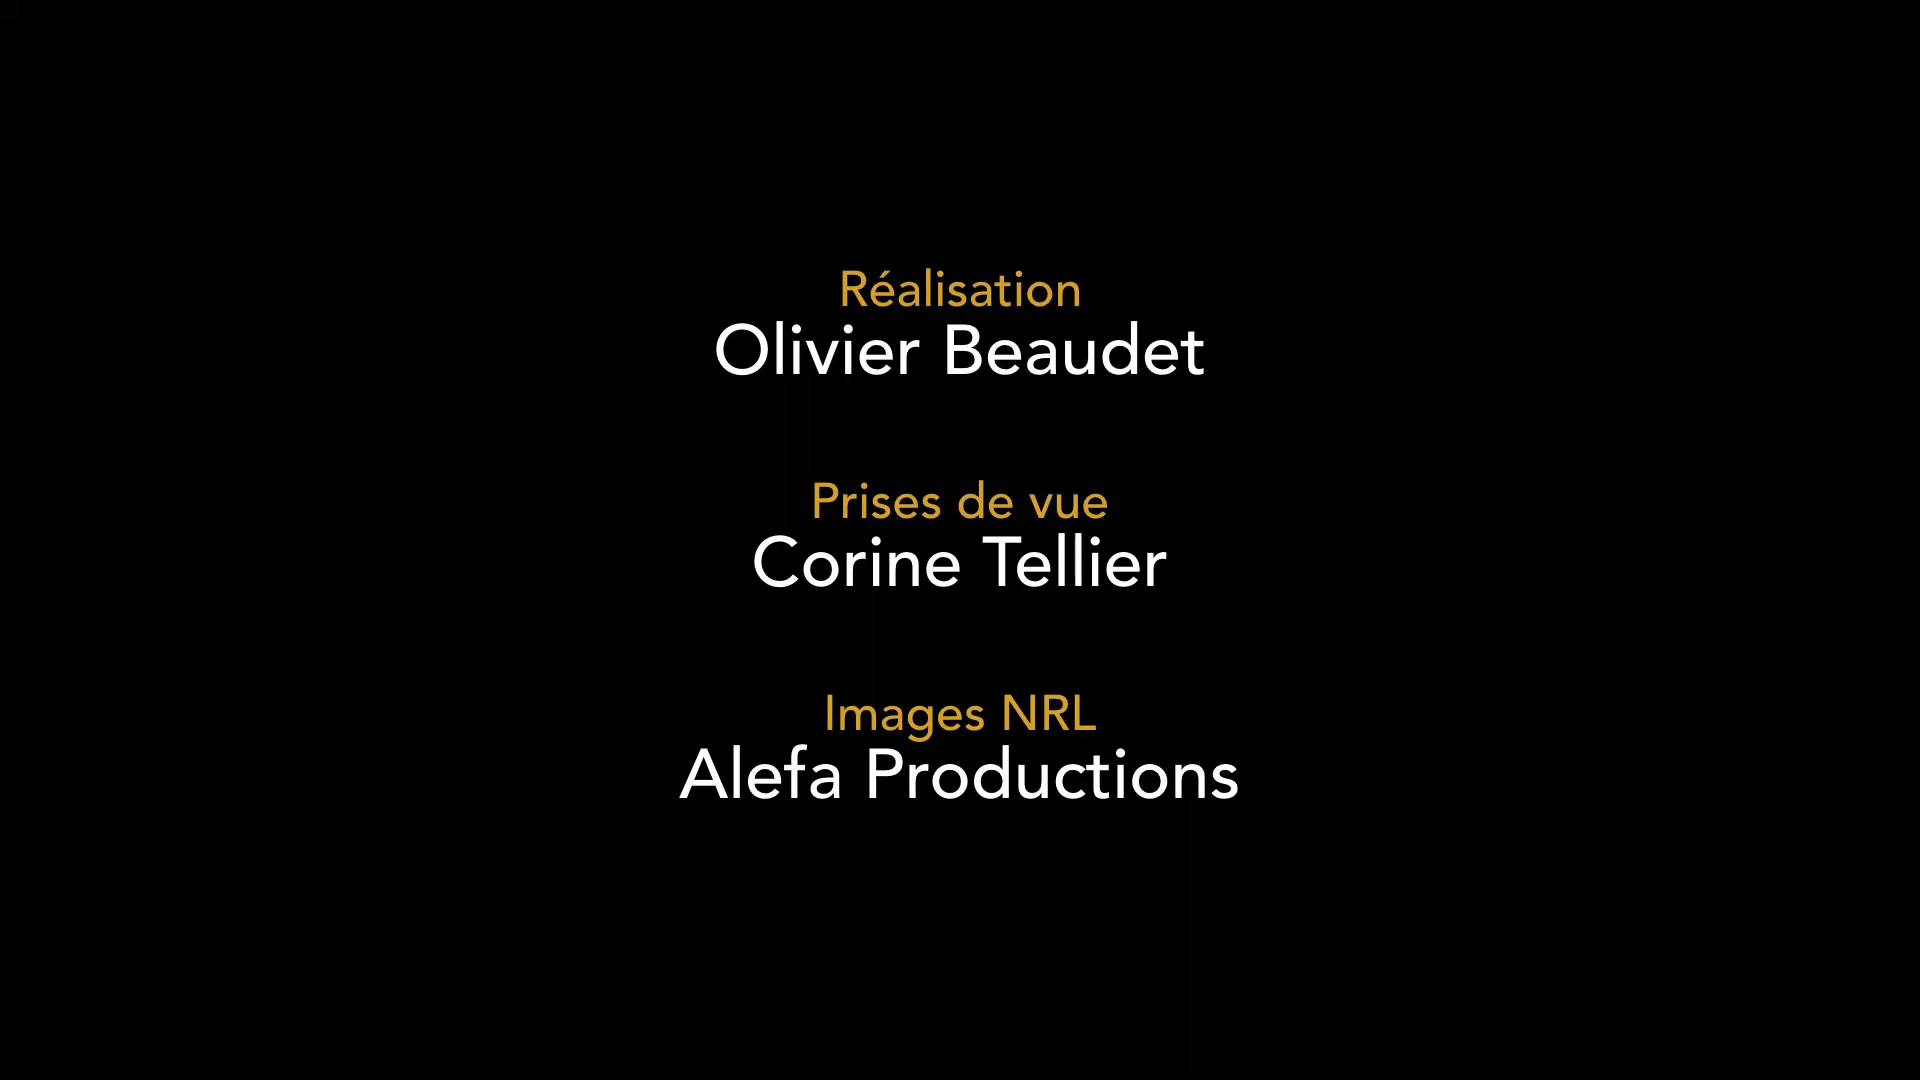 Réalisation
Olivier Beaudet
Prises de vue
Corine Tellier
Images NRL
Alefa Productions